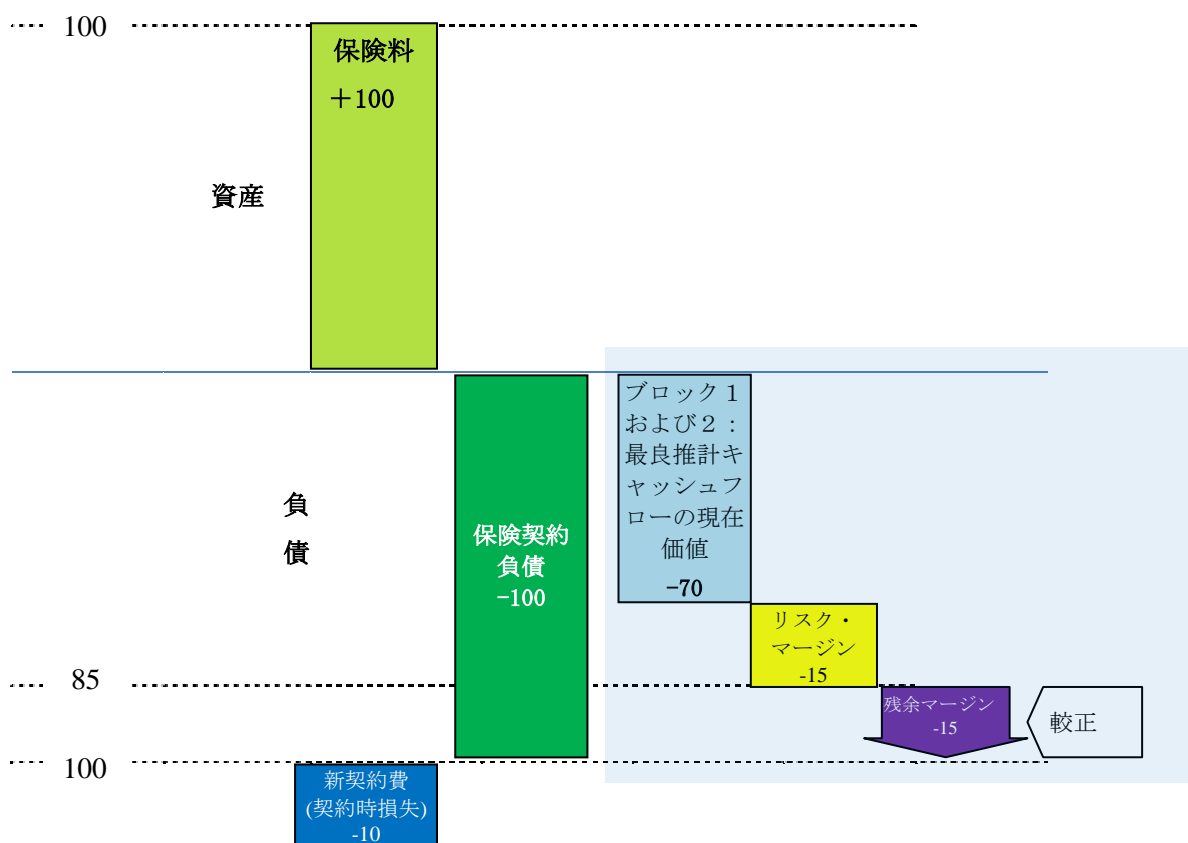 100
保険料
＋100
資産
ブロック１
および２：
最良推計キ
ャッシュフ
ローの現在
価値
-70
負
債
保険契約
負債
-100
リスク・
マージン
-15
85
残余マージン
-15
較正
100
新契約費
(契約時損失)
-10